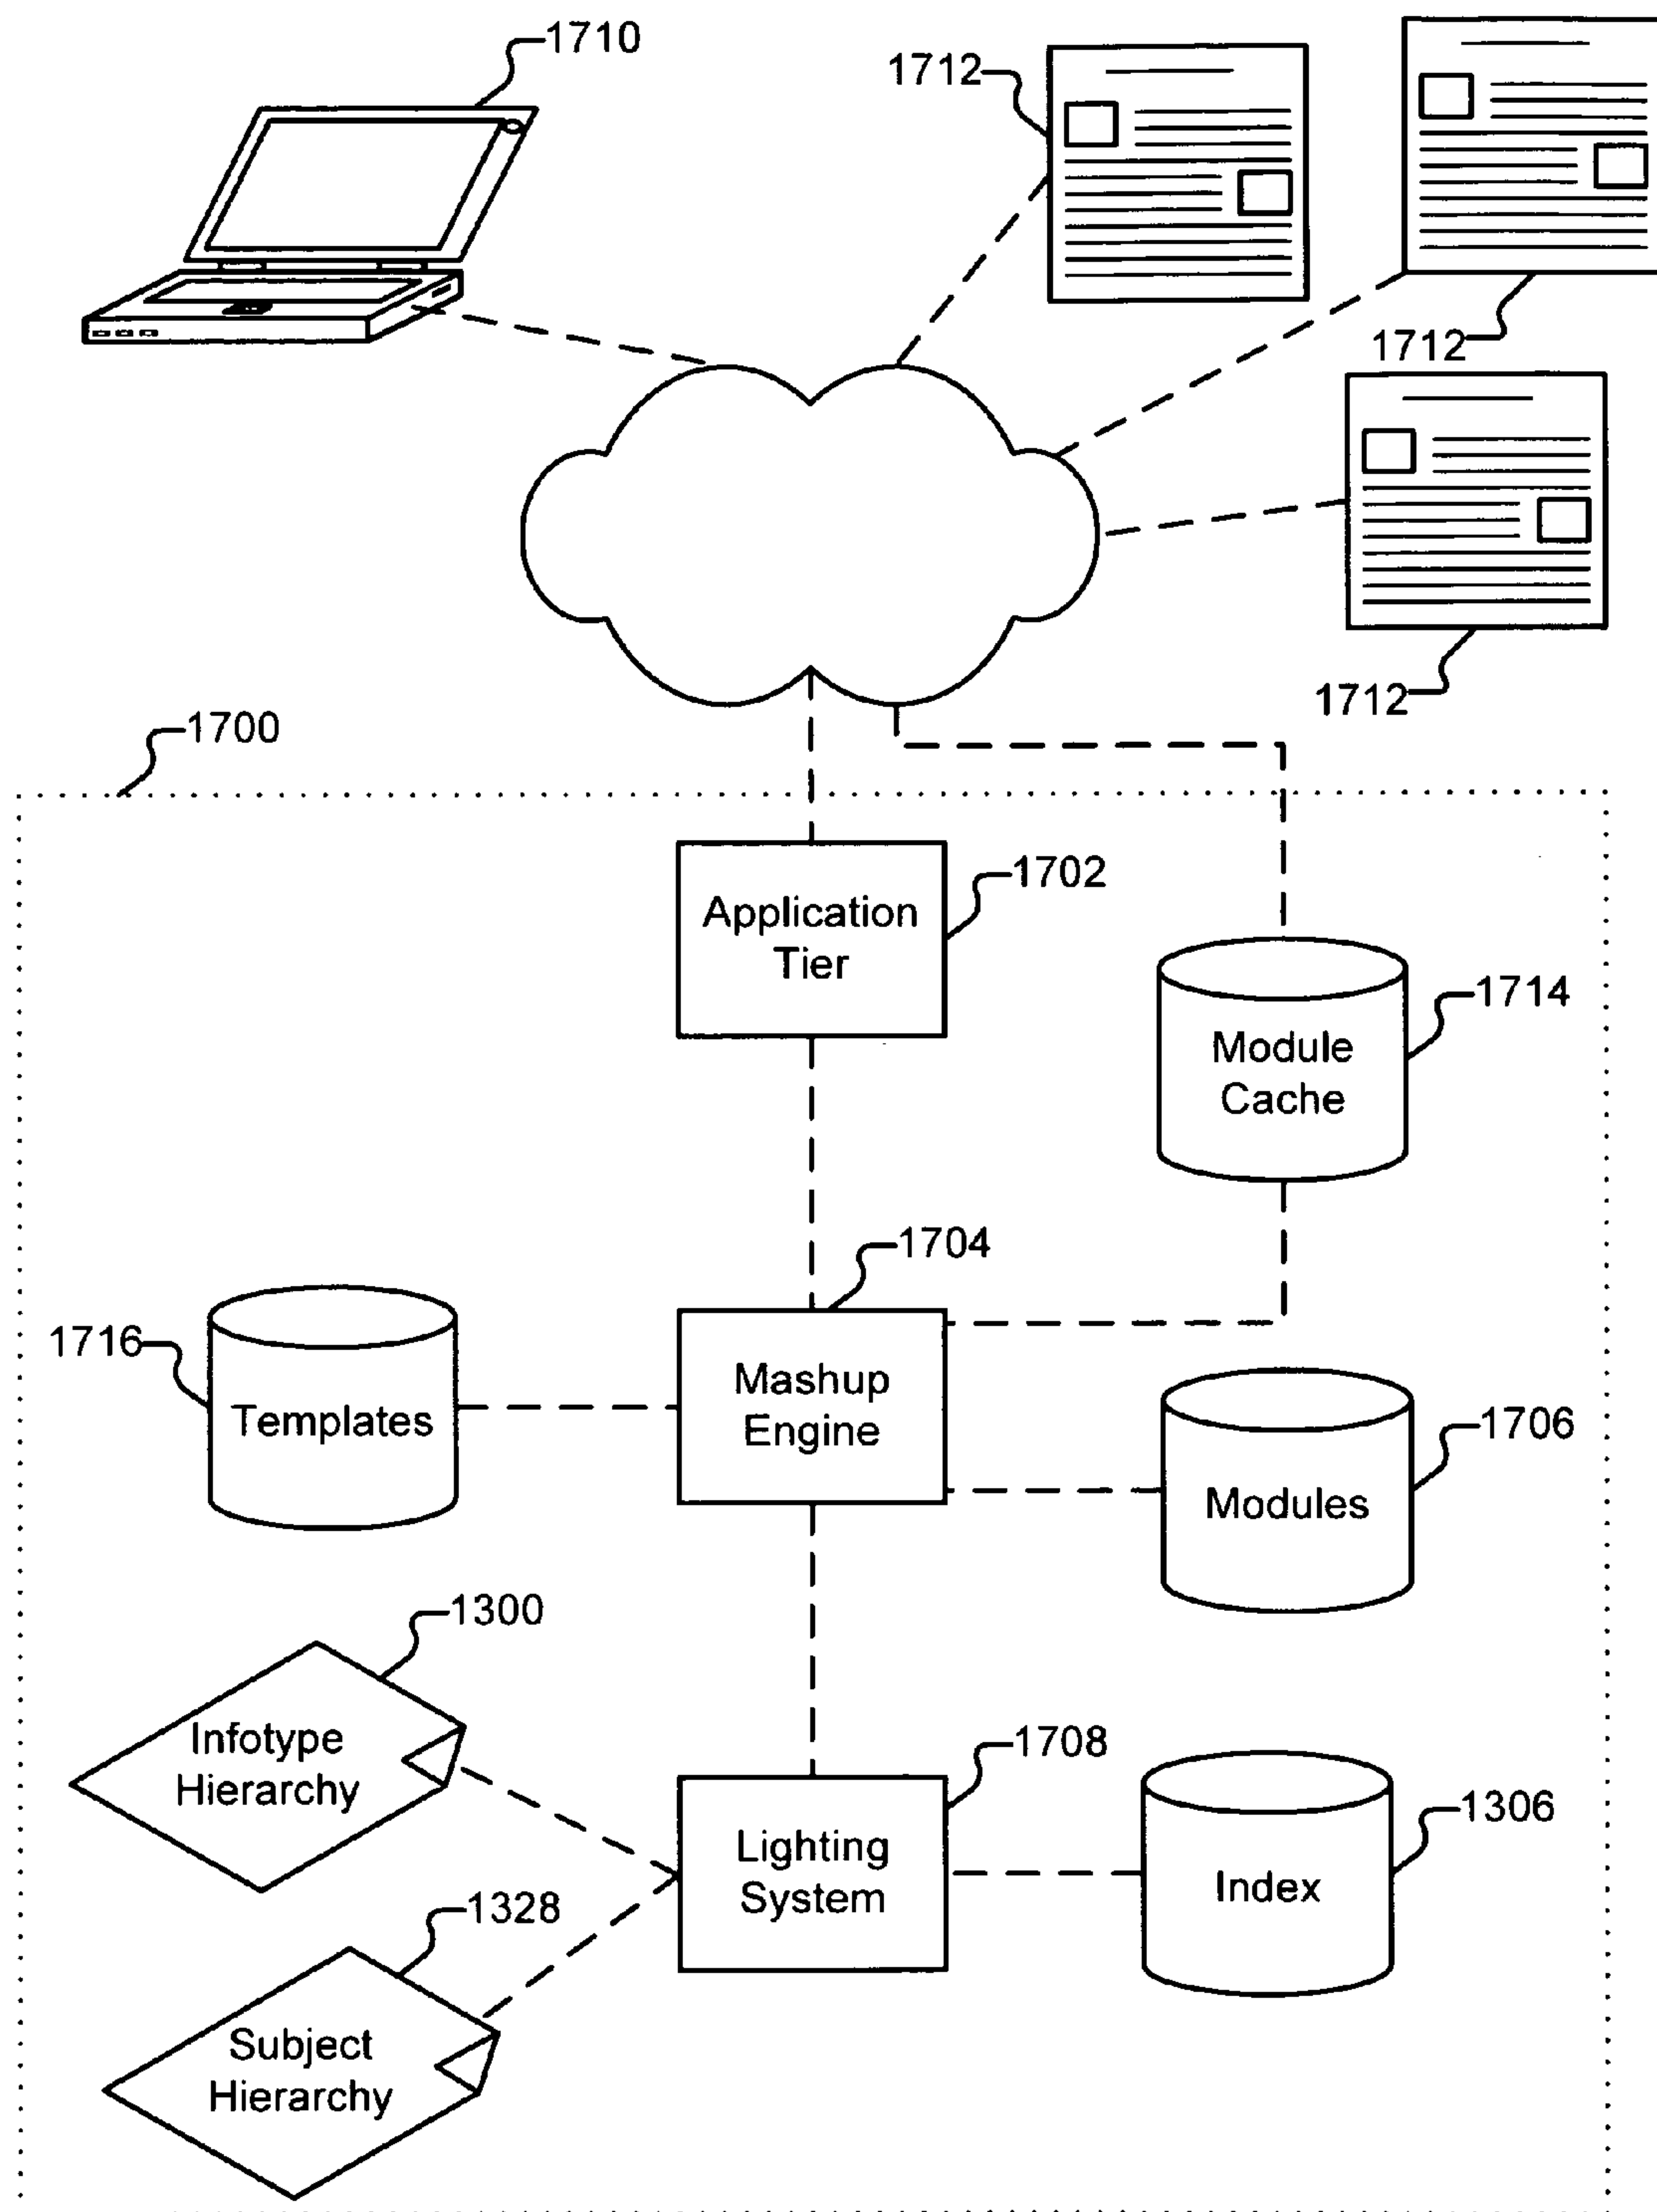 1710
1712
1712
1712
1700
Application
Tier
1702
Module
Cache
1714
1704
1716
Templates
Mashup
Engine
1706
Modules
1300
Infotype
Hierarchy
1708
Lighting
System
1306
Index
1328
Subject
Hierarchy